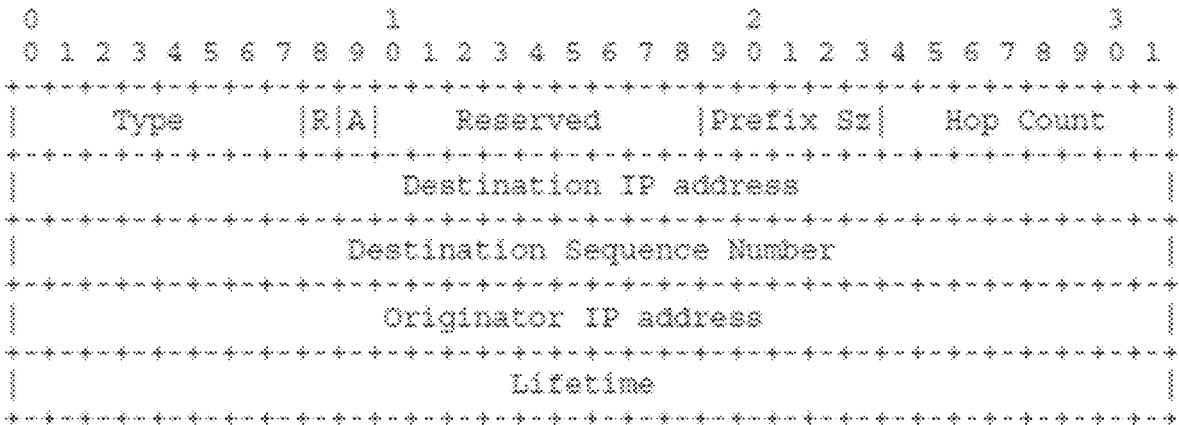 0 1 2 3
0 1 2 3 4 5 6 7 8 9 0 1 2 3 4 5 6 7 8 9 0 1 2 3 4 5 6 7 8 9 0 1
+-+-+-+-+-+-+-+-+-+-+-+-+-+-+-+-+-+-+-+-+-+-+-+-+-+-+-+-+-+-+-+-+
| Type |R|A| Reserved |Prefix Sz| Hop Count |
+-+-+-+-+-+-+-+-+-+-+-+-+-+-+-+-+-+-+-+-+-+-+-+-+-+-+-+-+-+-+-+-+
| Destination IP address |
+-+-+-+-+-+-+-+-+-+-+-+-+-+-+-+-+-+-+-+-+-+-+-+-+-+-+-+-+-+-+-+-+
| Destination Sequence Number |
+-+-+-+-+-+-+-+-+-+-+-+-+-+-+-+-+-+-+-+-+-+-+-+-+-+-+-+-+-+-+-+-+
| Originator IP address |
+-+-+-+-+-+-+-+-+-+-+-+-+-+-+-+-+-+-+-+-+-+-+-+-+-+-+-+-+-+-+-+-+
| Lifetime |
+-+-+-+-+-+-+-+-+-+-+-+-+-+-+-+-+-+-+-+-+-+-+-+-+-+-+-+-+-+-+-+-+